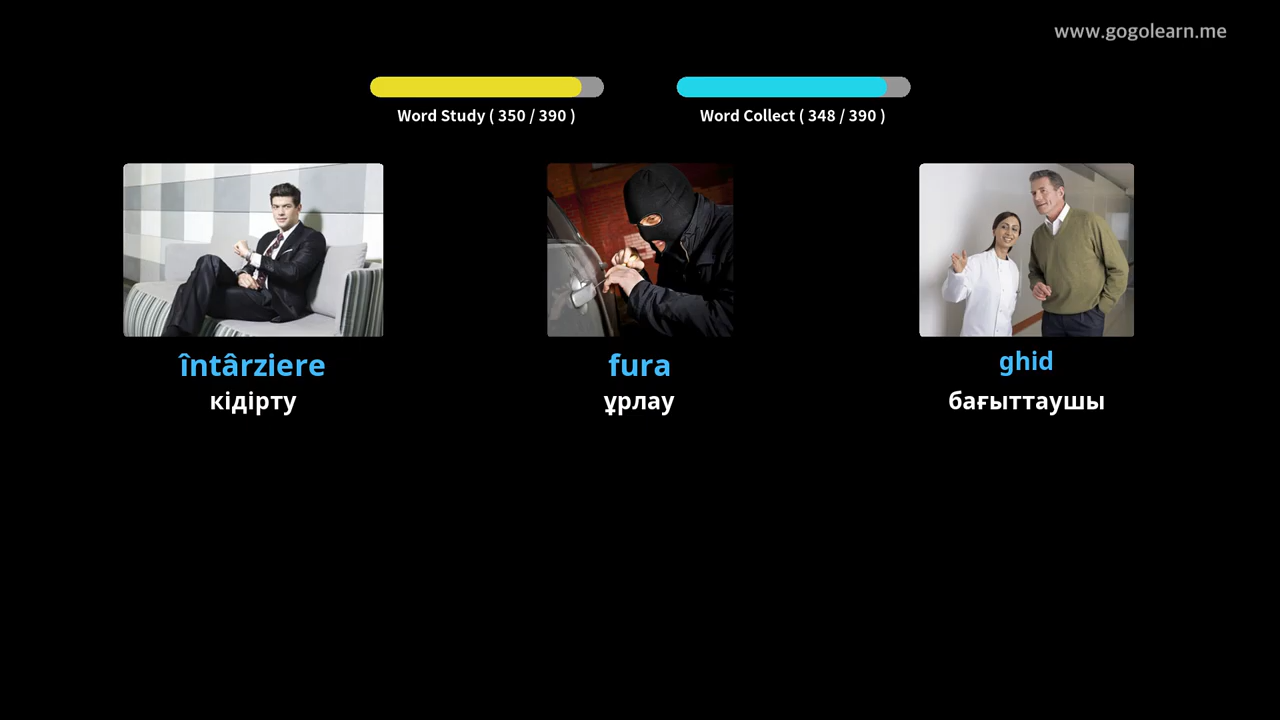 www.gogolearn.me
Word Study ( 350 / 390 )
Word Collect ( 348 / 390 )
întârziere
кідірту
fura
ұрлау
ghid
бағыттаушы